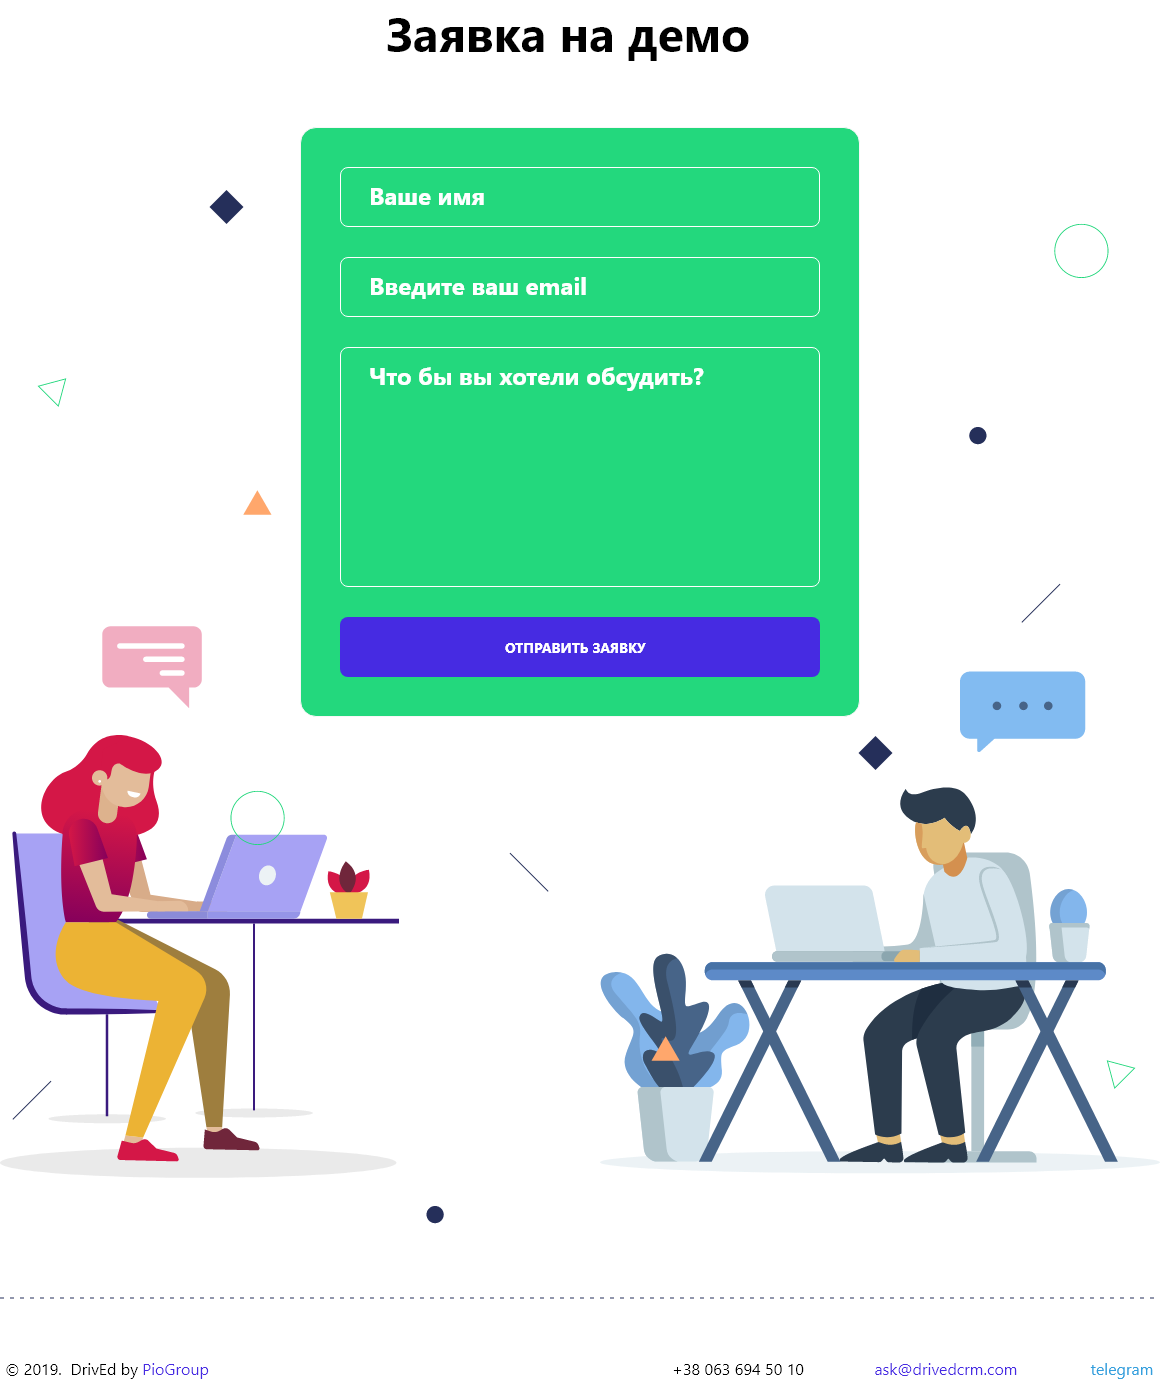 Заявка на демо
Ваше имя
Введите ваш email
Что бы вы хотели обсудить?
ОТПРАВИТЬ ЗАЯВКУ
© 2019. DrivEd by PioGroup
+38 063 694 50 10
ask@drivedcrm.com
telegram